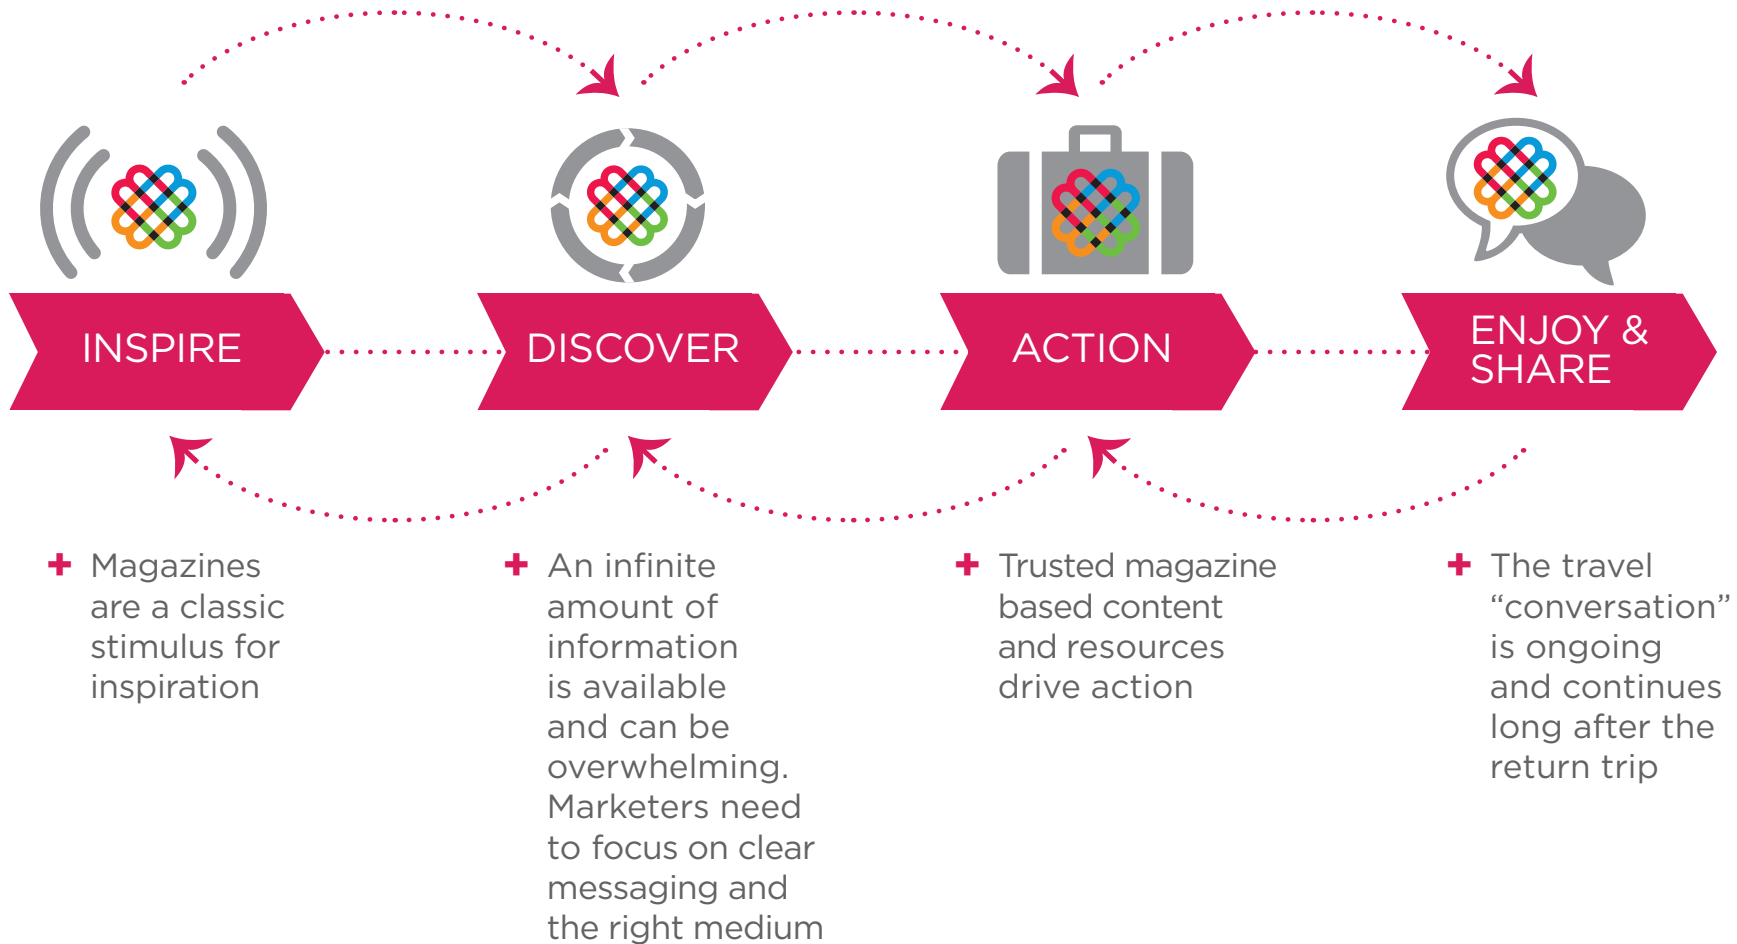 INSPIRE
DISCOVER
ACTION
ENJOY &
SHARE
+ Magazines
are a classic
stimulus for
inspiration
+ An infinite
amount of
information
is available
and can be
overwhelming.
Marketers need
to focus on clear
messaging and
the right medium
+ Trusted magazine
based content
and resources
drive action
+ The travel
“conversation”
is ongoing
and continues
long after the
return trip